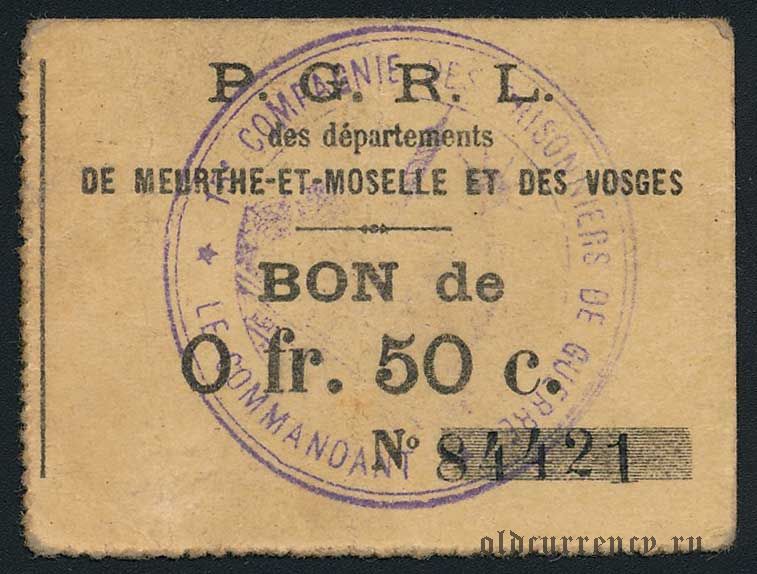 P. G. R. L.
des départements
DE MEURTHE-ET-MOSELLE ET DES VOSGES
BON de
0 fr. 50 c.
Nº 84421
COMPAGNIE DES PRISONNIERS DE GUERRE
★ LE COMMANDANT ★
oldcurrency.ru